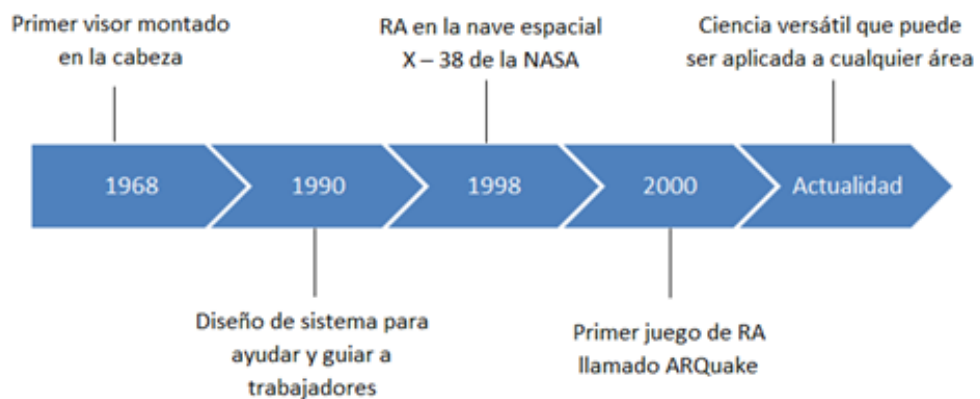 Primer visor montado
en la cabeza
RA en la nave espacial
X – 38 de la NASA
Ciencia versátil que puede
ser aplicada a cualquier área
1968
1990
1998
2000
Actualidad
Diseño de sistema para
ayudar y guiar a
trabajadores
Primer juego de RA
llamado ARQuake